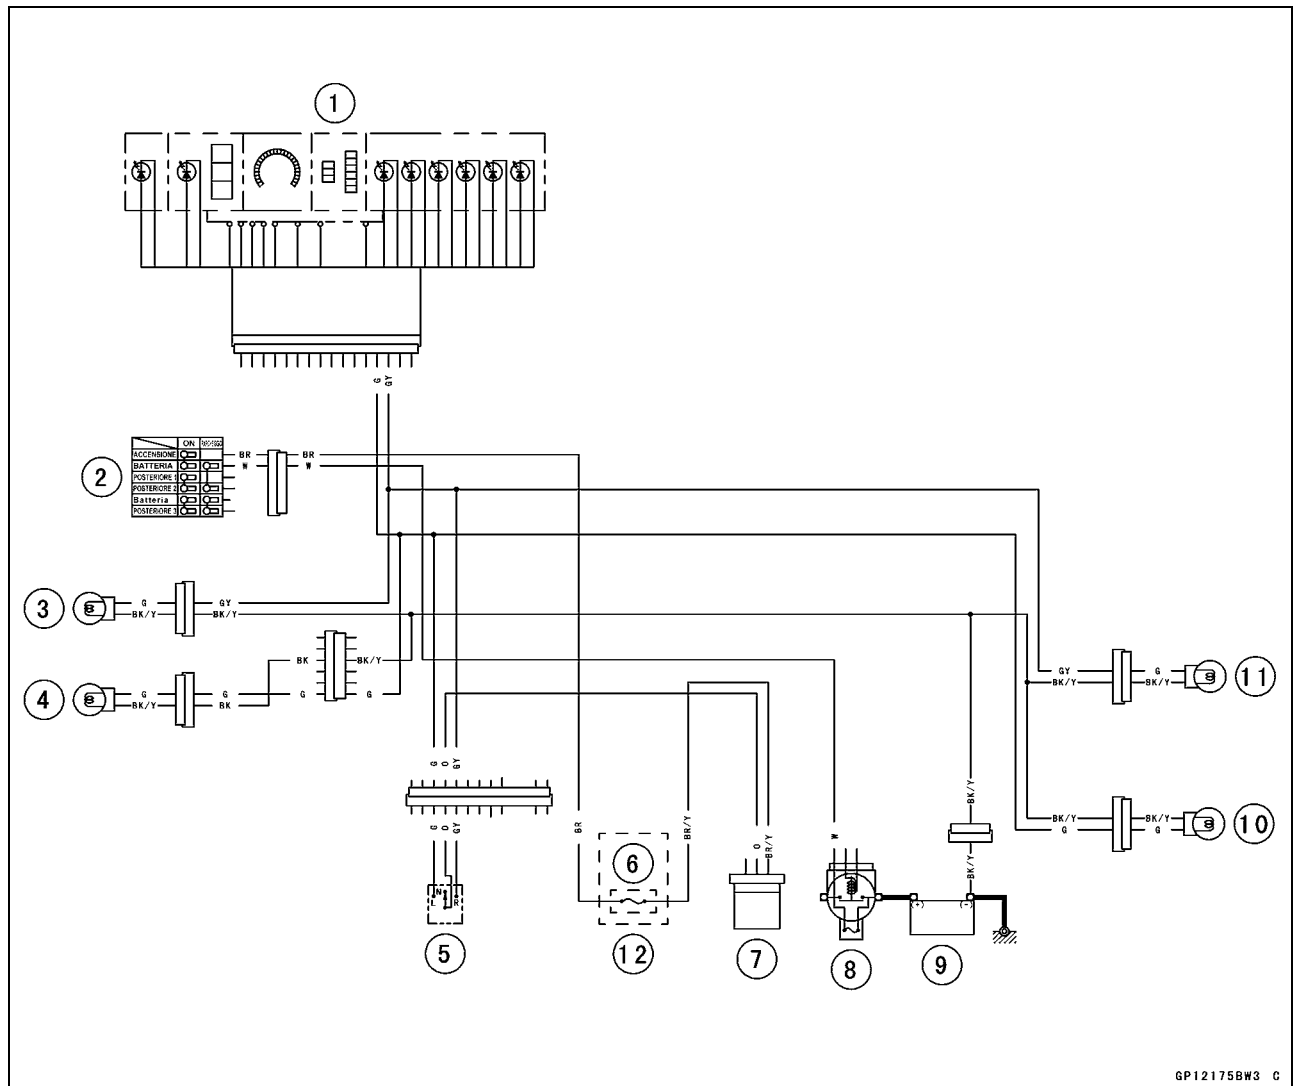 1
G
GY
2
ON
ACCENSIONE
BATTERIA
POSTERIORE 1
POSTERIORE 2
Batteria
POSTERIORE 3
BR BR
W W
3
G GY
BK/Y BK/Y
BK BK/Y
4
G G G G
BK/Y BK
GY G
BK/Y BK/Y
11
G O GY
G O GY
BR
BR/Y
O
BR/Y
W
BK/Y
BK/Y
BK/Y BK/Y
G G
10
6
N
L R
(+) (-)
5
12
7
8
9
GP12175BW3 C